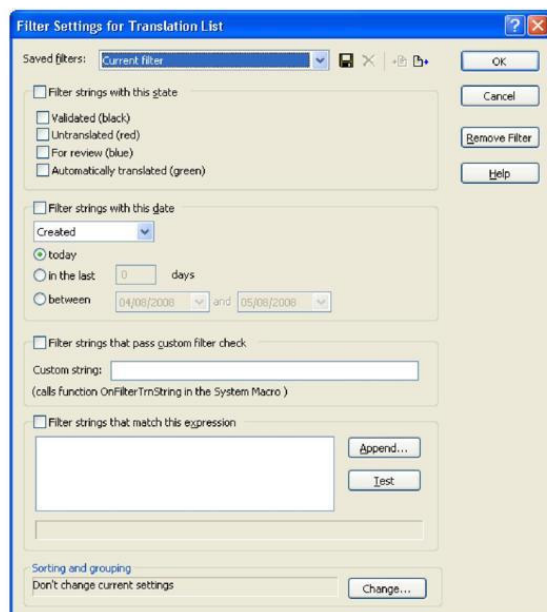 Filter Settings for Translation List
Saved filters: Current filter
OK
Cancel
Remove Filter
Help
Filter strings with this state
Validated (black)
Untranslated (red)
For review (blue)
Automatically translated (green)
Filter strings with this date
Created
today
in the last 0 days
between 04/08/2008 and 05/08/2008
Filter strings that pass custom filter check
Custom string:
(calls function OnFilterTrnString in the System Macro )
Filter strings that match this expression
Append...
Test
Sorting and grouping
Don't change current settings
Change...